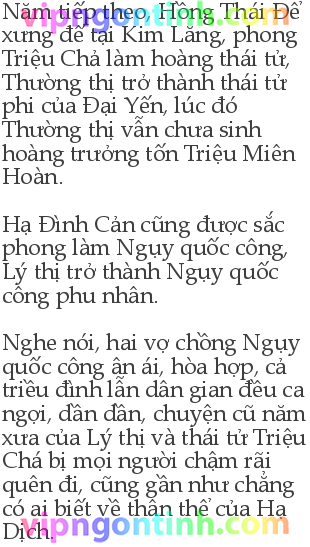 Năm tiếp theo, Hồng Thái Đế
vipngontinh.com
xưng đế tại Kim Lăng, phong
Triệu Chả làm hoàng thái tử,
Thường thị trở thành thái tử
phi của Đại Yến, lúc đó
Thường thị vẫn chưa sinh
hoàng trưởng tốn Triệu Miên
Hoàn.
Hạ Đình Cản cũng được sắc
phong làm Ngụy quốc công,
Lý thị trở thành Ngụy quốc
công phu nhân.
Nghe nói, hai vợ chồng Ngụy
quốc công ân ái, hòa hợp, cả
triều đình lẫn dân gian đều ca
ngợi, dần dần, chuyện cũ năm
xưa của Lý thị và thái tử Triệu
Chá bị mọi người chậm rãi
quên đi, cũng gần như chẳng
có ai biết về thân thế của Hạ
Dịch.
vipngontinh.com